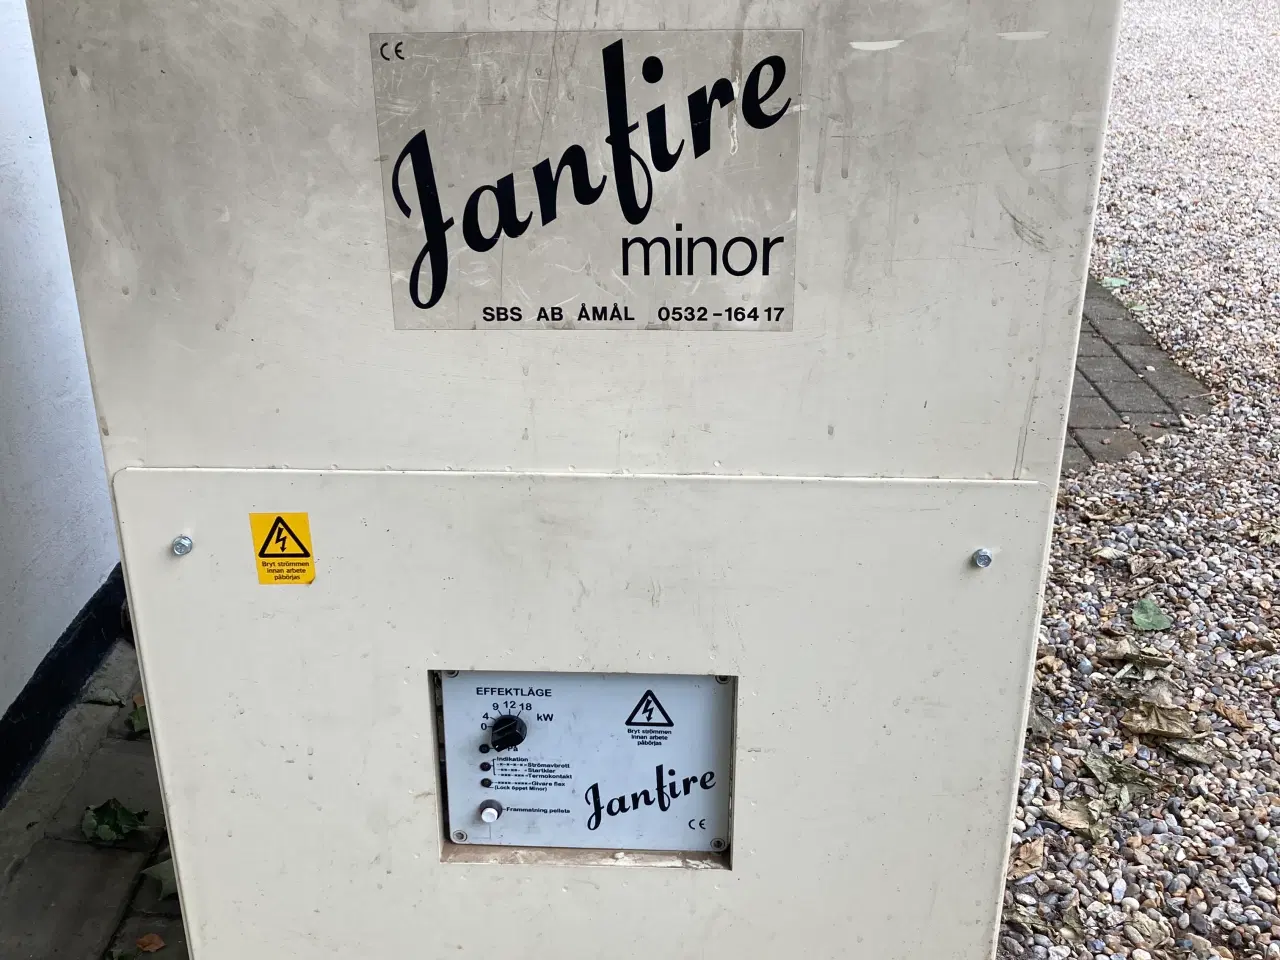 CE
Janfire
minor
SBS AB ÅMÅL 0532-164 17
Bryt strömmen
innan arbete
påbörjas
EFFEKTLÄGE
0 4 9 12 18 kW
På
Indikation
Strömavbrott
Startklar
Termokontakt
Givare flex
(Lock öppet Minor)
Frammatning pellets
Bryt strömmen
innan arbete
påbörjas
Janfire
CE